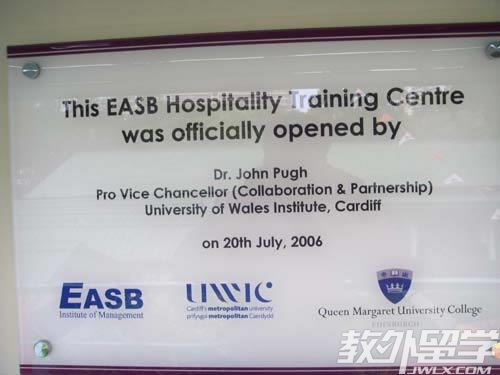 This EASB Hospitality Training Centre
was officially opened by
Dr. John Pugh
Pro Vice Chancellor (Collaboration & Partnership)
University of Wales Institute, Cardiff
on 20th July, 2006
EASB
Institute of Management
UWIC
Cardiff's metropolitan university
prifysgol metropolitan Caerdydd
Queen Margaret University College
EDINBURGH
教外留学
JWLX.COM